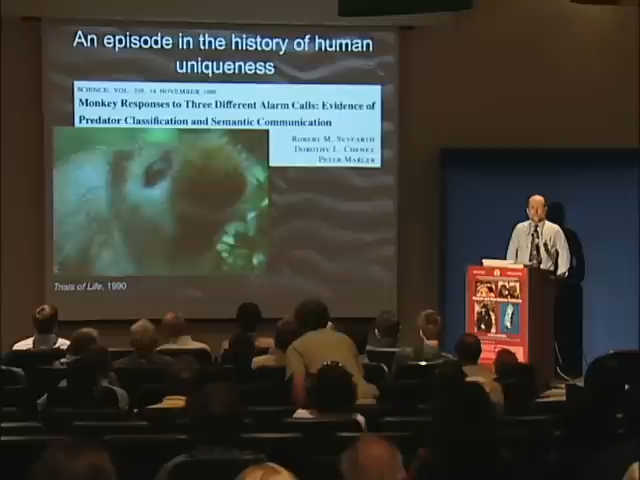 An episode in the history of human
uniqueness
SCIENCE, VOL. 210, 14 NOVEMBER 1980
Monkey Responses to Three Different Alarm Calls: Evidence of
Predator Classification and Semantic Communication
ROBERT M. SEYFARTH
DOROTHY L. CHENEY
PETER MARLER
Trials of Life, 1990